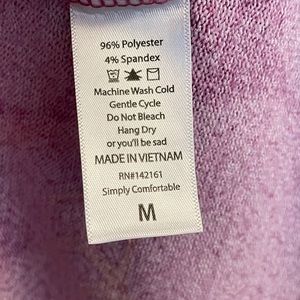 96% Polyester
4% Spandex
Machine Wash Cold
Gentle Cycle
Do Not Bleach
Hang Dry
or you'll be sad
MADE IN VIETNAM
RN#142161
Simply Comfortable
M